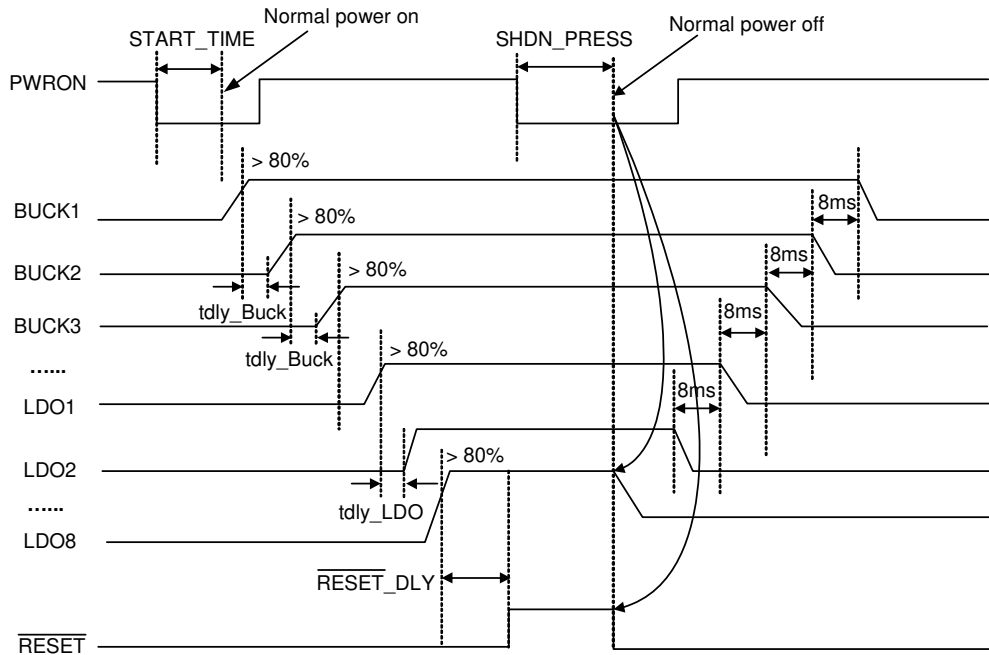 Normal power on
START_TIME
SHDN_PRESS
Normal power off
PWRON
> 80%
BUCK1
8ms
> 80%
BUCK2
8ms
> 80%
tdly_Buck
BUCK3
8ms
tdly_Buck
> 80%
......
8ms
LDO1
> 80%
LDO2
tdly_LDO
......
LDO8
RESET_DLY
RESET